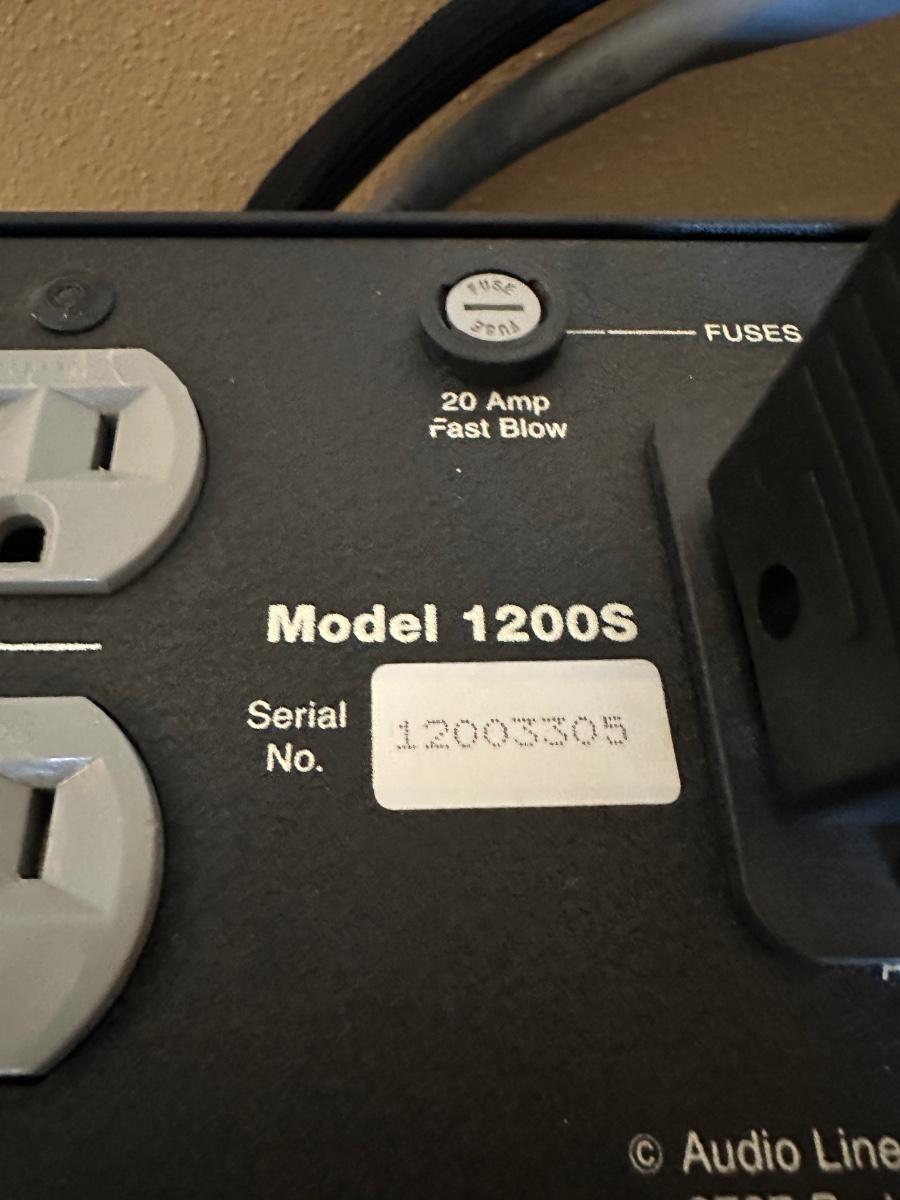 FUSE
FUSE
FUSES
20 Amp
Fast Blow
Model 1200S
Serial
No.
12003305
© Audio Line